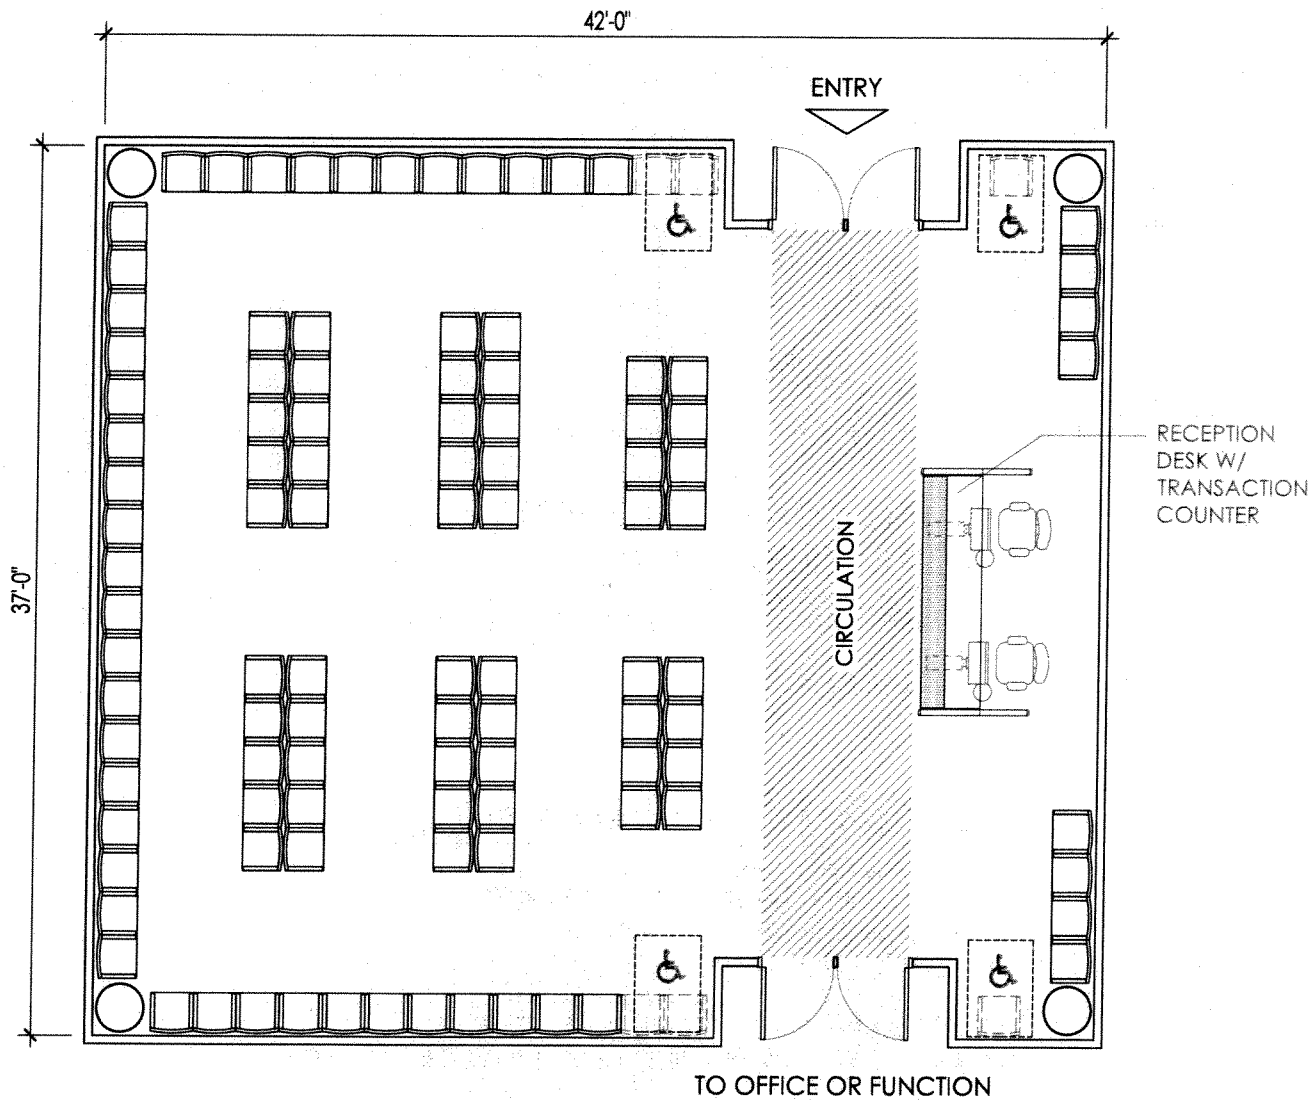 42'-0"
ENTRY
37'-0"
CIRCULATION
RECEPTION
DESK W/
TRANSACTION
COUNTER
TO OFFICE OR FUNCTION